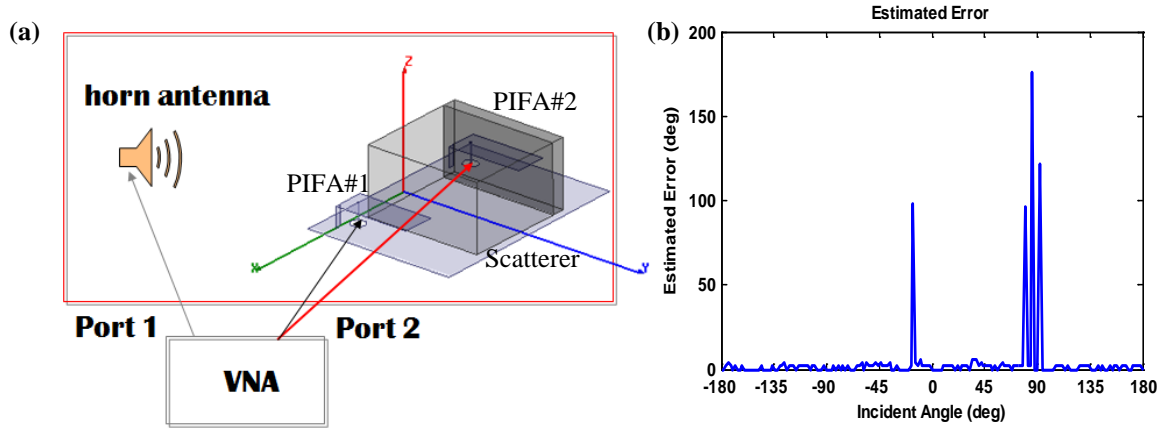 (a)
horn antenna
Z
PIFA#2
PIFA#1
X
Scatterer
Y
Port 1
Port 2
VNA
(b)
Estimated Error
Estimated Error (deg)
200
150
100
50
0
-180 -135 -90 -45 0 45 90 135 180
Incident Angle (deg)